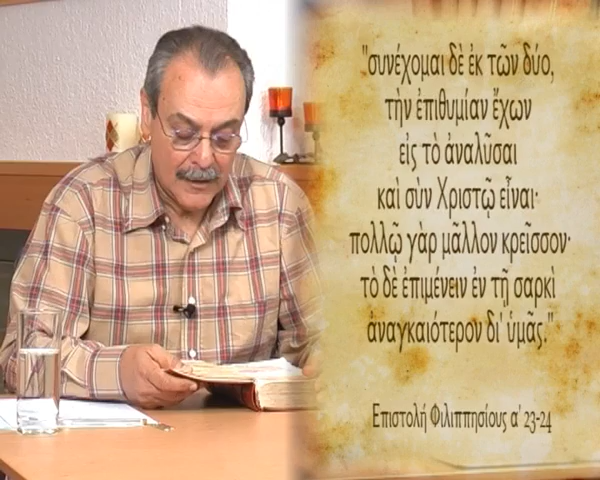 "συνέχομαι δὲ ἐκ τῶν δύο,
τὴν ἐπιθυμίαν ἔχων
εἰς τὸ ἀναλῦσαι
καὶ σὺν Χριστῷ εἶναι·
πολλῷ γὰρ μᾶλλον κρεῖσσον·
τὸ δὲ ἐπιμένειν ἐν τῇ σαρκὶ
ἀναγκαιότερον δι' ὑμᾶς."
Επιστολή Φιλιππησίους α' 23-24